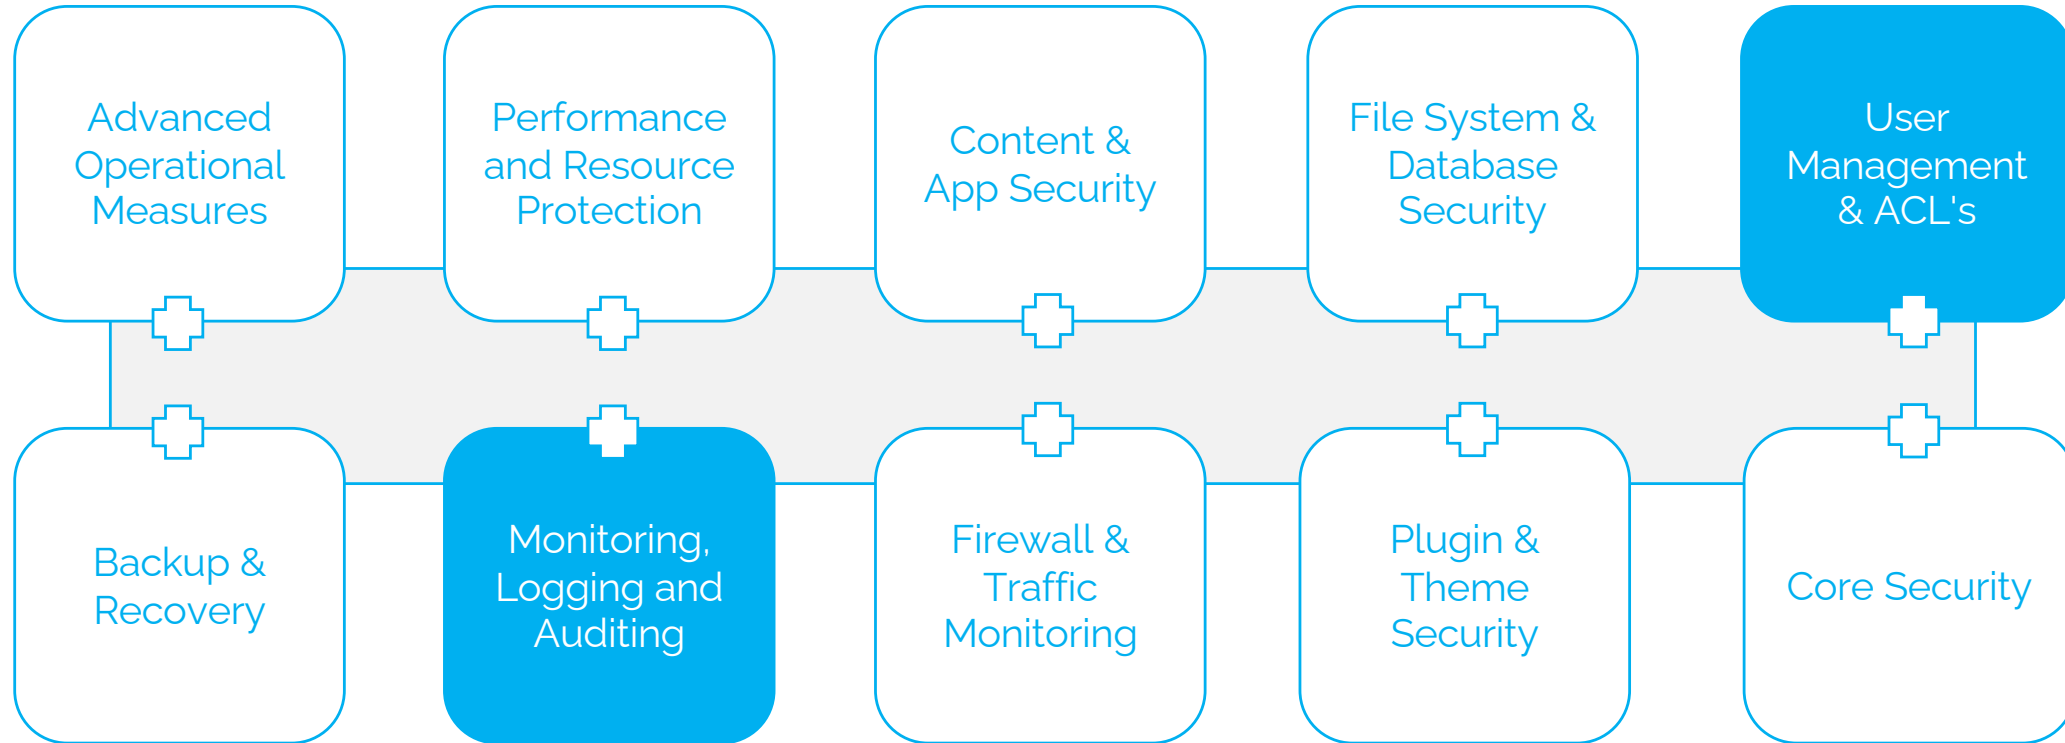 Advanced
Operational
Measures
Performance
and Resource
Protection
Content &
App Security
File System &
Database
Security
User
Management
& ACL's
Backup &
Recovery
Monitoring,
Logging and
Auditing
Firewall &
Traffic
Monitoring
Plugin &
Theme
Security
Core Security